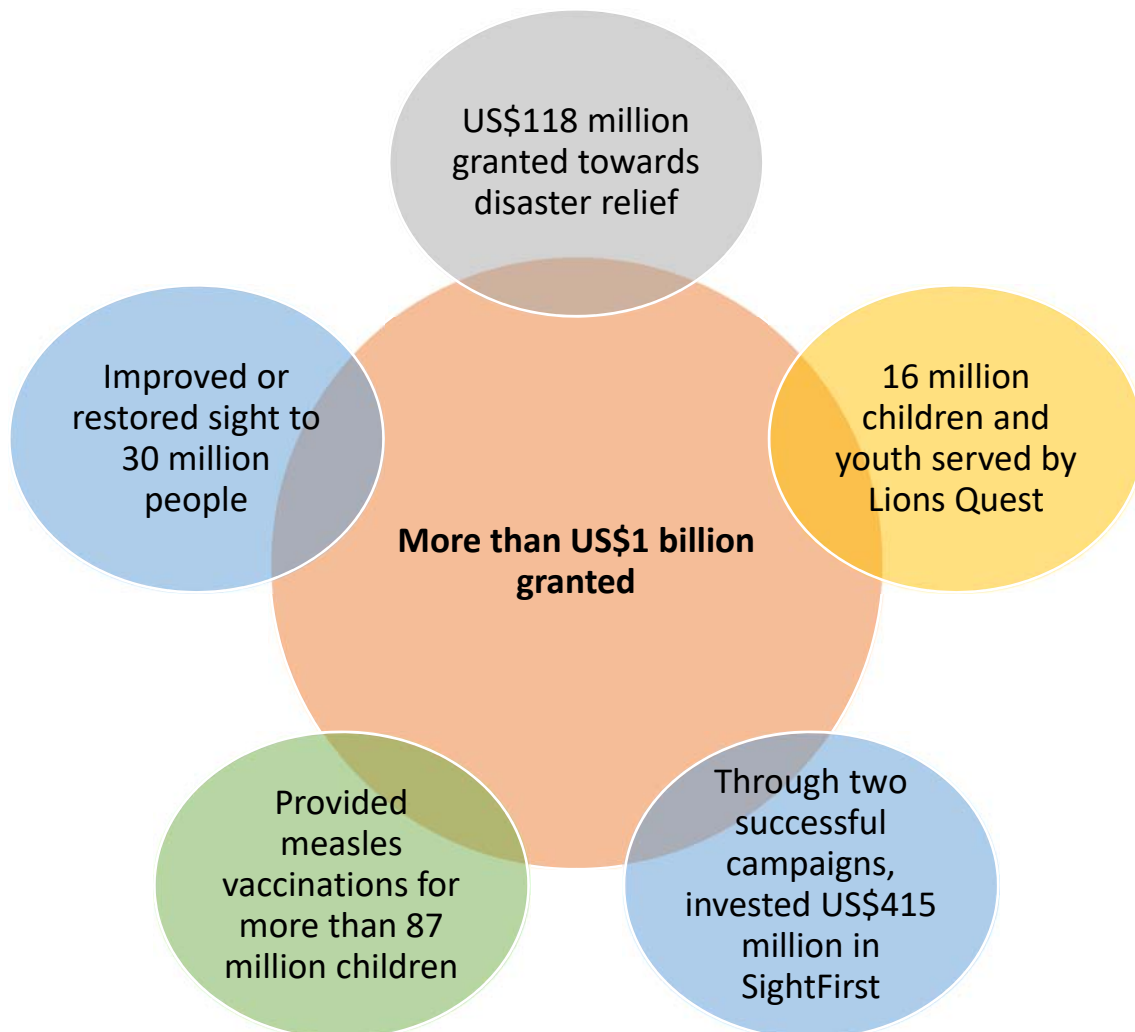 US$118 million
granted towards
disaster relief
Improved or
restored sight to
30 million
people
16 million
children and
youth served by
Lions Quest
More than US$1 billion
granted
Provided
measles
vaccinations for
more than 87
million children
Through two
successful
campaigns,
invested US$415
million in
SightFirst